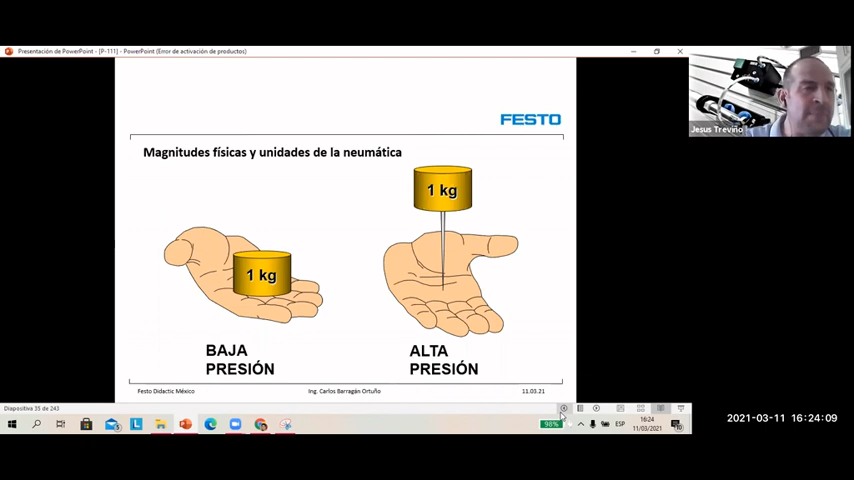 Presentación de PowerPoint - [P-111] - PowerPoint (Error de activación de productos)
FESTO
Jesus Treviño
Magnitudes físicas y unidades de la neumática
1 kg
1 kg
BAJA
PRESIÓN
ALTA
PRESIÓN
Festo Didactic México
Ing. Carlos Barragán Ortuño
11.03.21
Diapositiva 35 de 243
98%
ESP
16:24
11/03/2021
2021-03-11 16:24:09